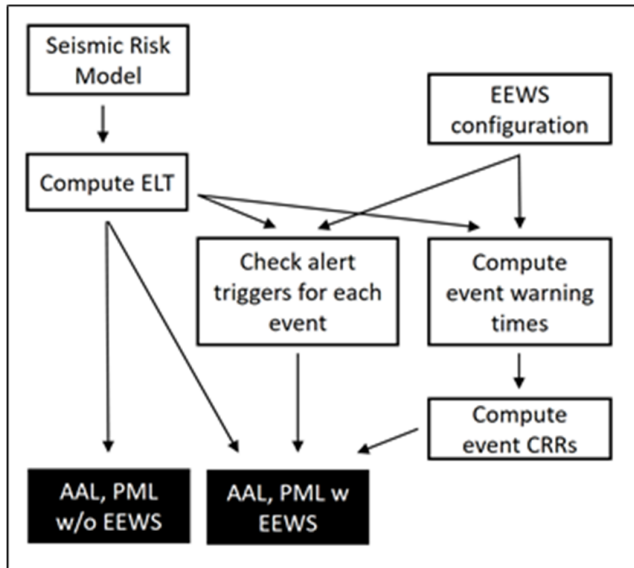 Seismic Risk
Model
EEWS
configuration
Compute ELT
Check alert
triggers for each
event
Compute
event warning
times
Compute
event CRRs
AAL, PML
w/o EEWS
AAL, PML w
EEWS